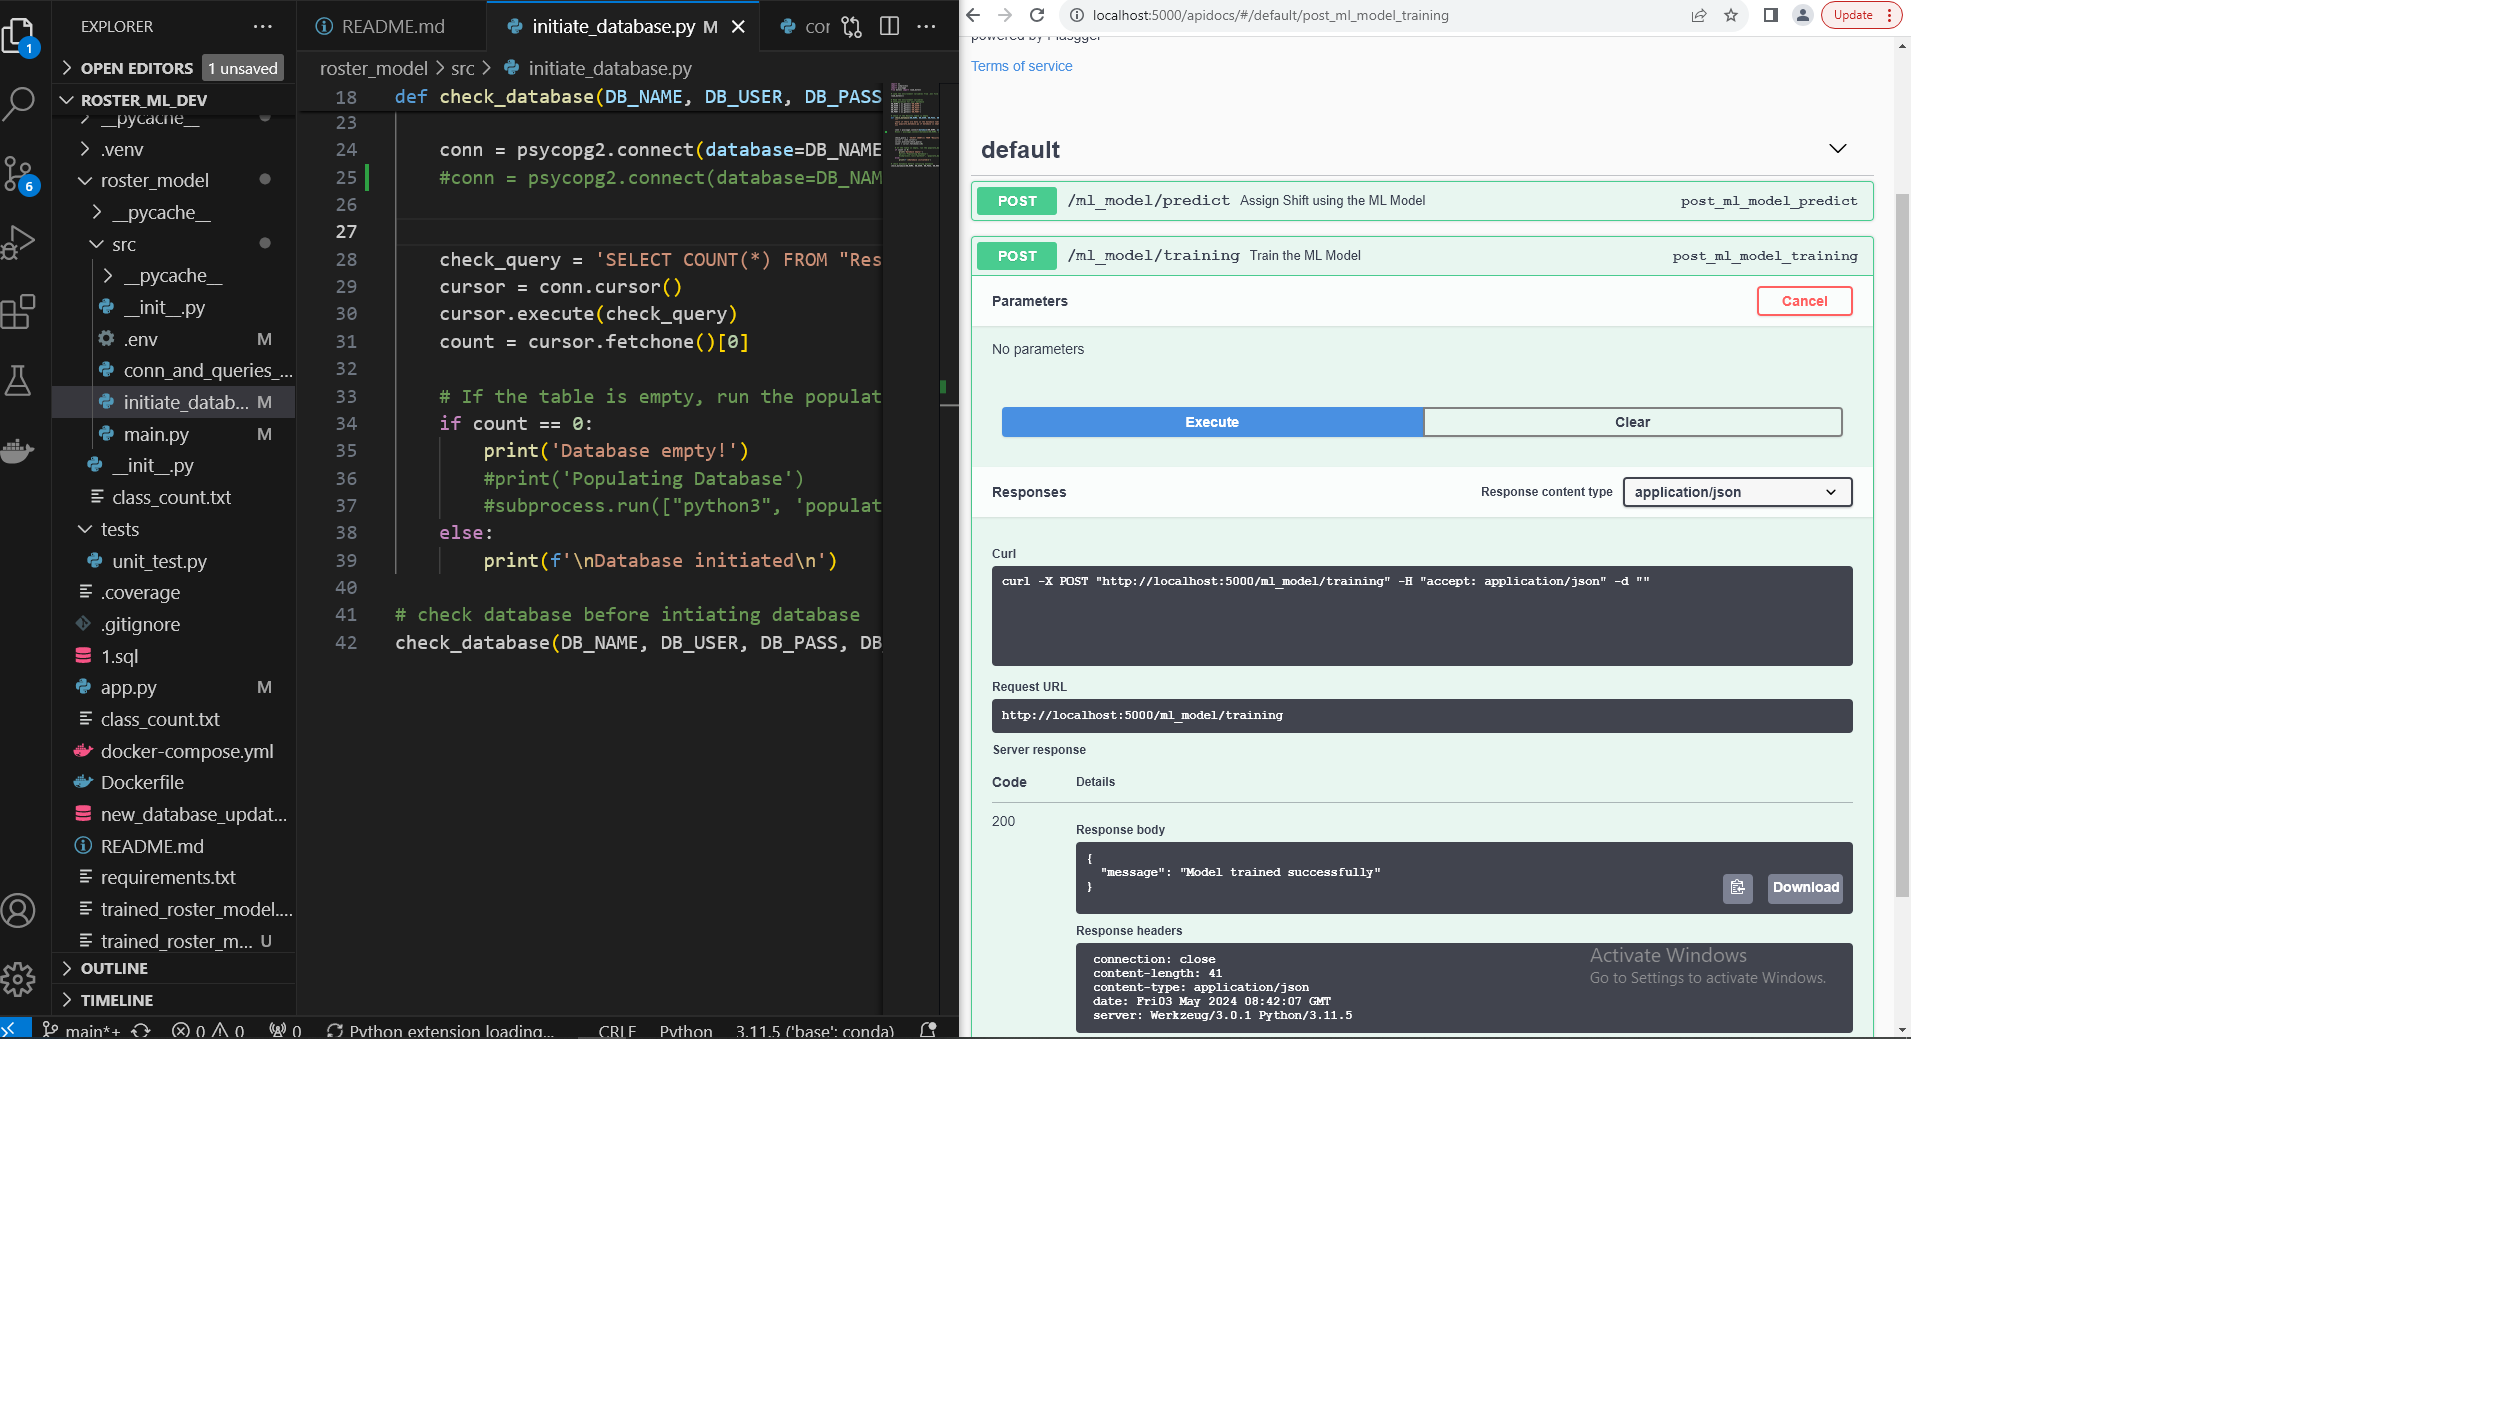 EXPLORER
OPEN EDITORS 1 unsaved
ROSTER_ML_DEV
__pycache__
.venv
roster_model
__pycache__
src
__pycache__
__init__.py
.env M
conn_and_queries_...
initiate_datab... M
main.py M
__init__.py
class_count.txt
tests
unit_test.py
.coverage
.gitignore
1.sql
app.py M
class_count.txt
docker-compose.yml
Dockerfile
new_database_updat...
README.md
requirements.txt
trained_roster_model....
trained_roster_m... U
OUTLINE
TIMELINE
1
6
README.md
initiate_database.py M
cor
roster_model > src > initiate_database.py
18 def check_database(DB_NAME, DB_USER, DB_PASS
23
24 conn = psycopg2.connect(database=DB_NAME
25 #conn = psycopg2.connect(database=DB_NAM
26
27
28 check_query = 'SELECT COUNT(*) FROM "Res
29 cursor = conn.cursor()
30 cursor.execute(check_query)
31 count = cursor.fetchone()[0]
32
33 # If the table is empty, run the populat
34 if count == 0:
35 print('Database empty!')
36 #print('Populating Database')
37 #subprocess.run(["python3", 'populat
38 else:
39 print(f'\nDatabase initiated\n')
40
41 # check database before intiating database
42 check_database(DB_NAME, DB_USER, DB_PASS, DB_
main*+ 0 0 0 Python extension loading... CRLF Python 3.11.5 ('base': conda)
localhost:5000/apidocs/#/default/post_ml_model_training
Update
powered by Flasgger
Terms of service
default
POST /ml_model/predict Assign Shift using the ML Model post_ml_model_predict
POST /ml_model/training Train the ML Model post_ml_model_training
Parameters Cancel
No parameters
Execute Clear
Responses Response content type application/json
Curl
curl -X POST "http://localhost:5000/ml_model/training" -H "accept: application/json" -d ""
Request URL
http://localhost:5000/ml_model/training
Server response
Code Details
200
Response body
{
"message": "Model trained successfully"
}
Download
Response headers
connection: close
content-length: 41
content-type: application/json
date: Fri03 May 2024 08:42:07 GMT
server: Werkzeug/3.0.1 Python/3.11.5
Activate Windows
Go to Settings to activate Windows.